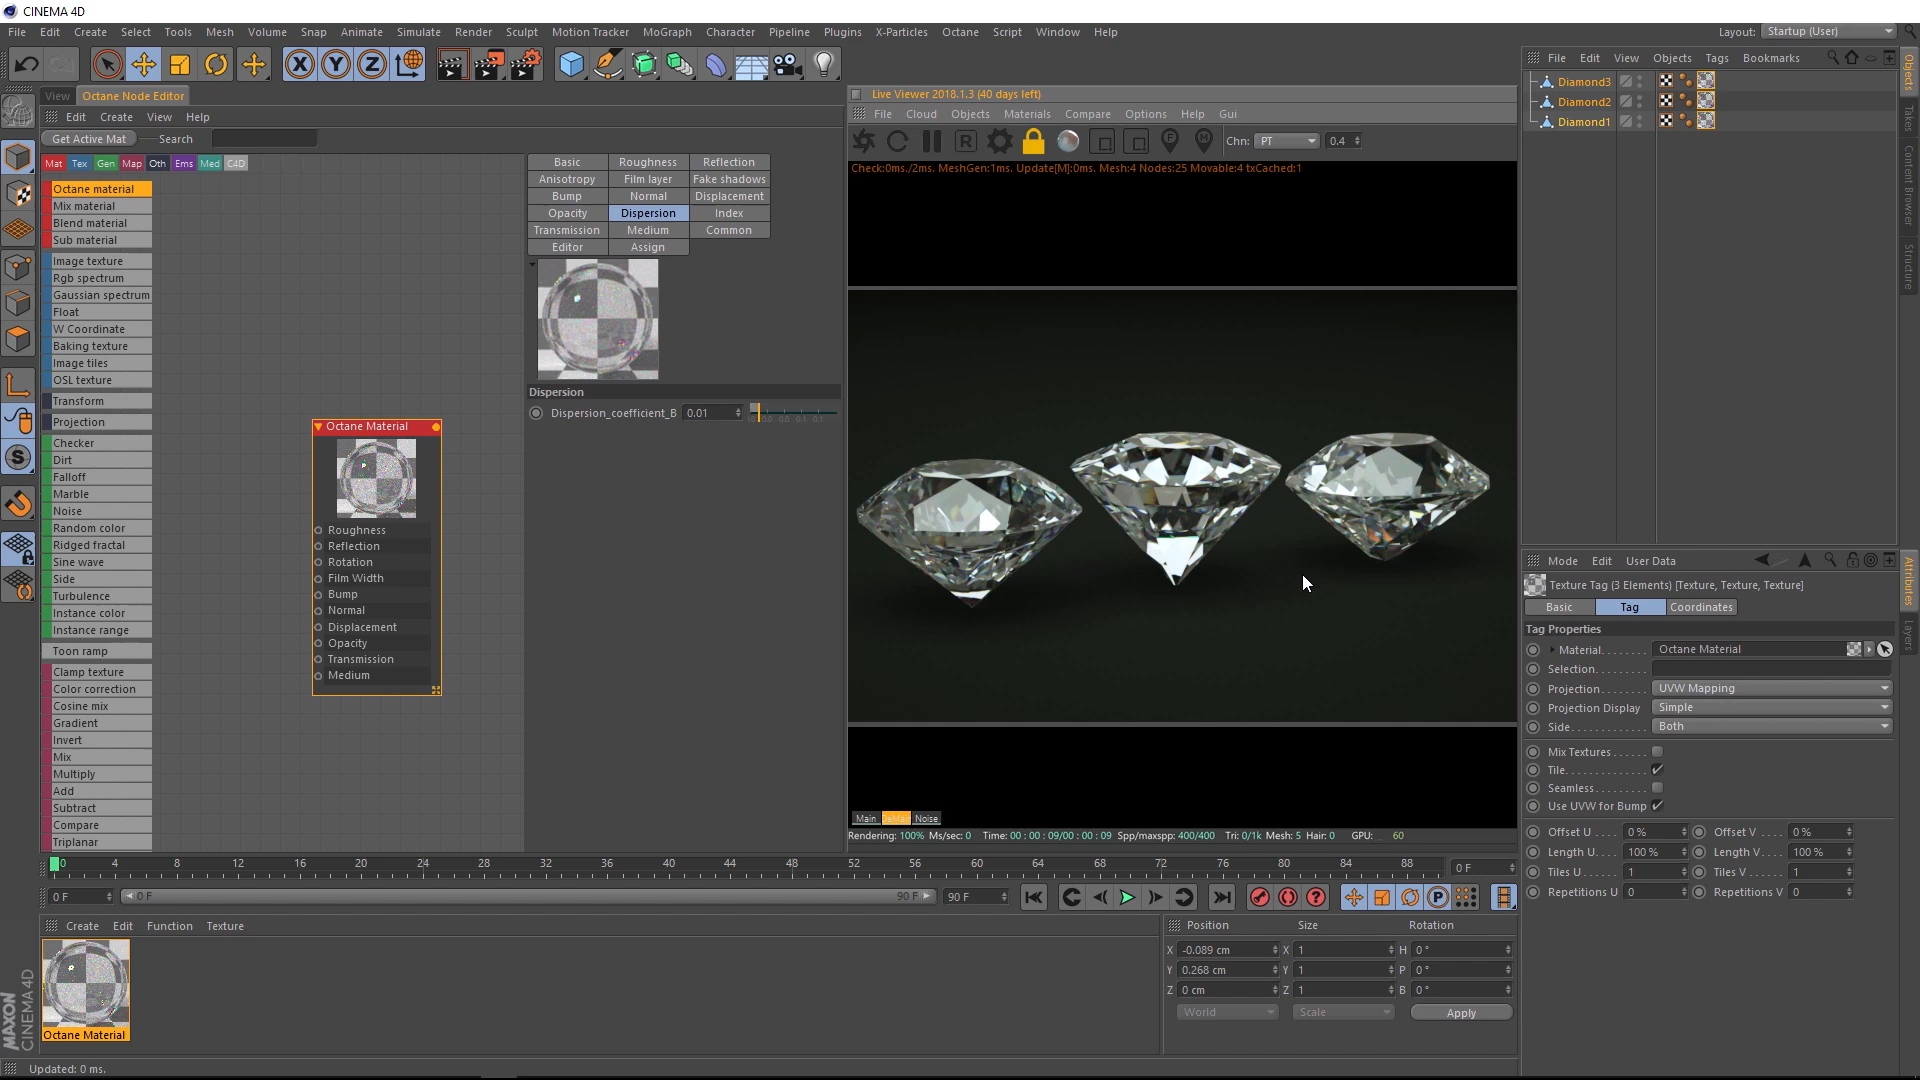 CINEMA 4D
File Edit Create Select Tools Mesh Volume Snap Animate Simulate Render Sculpt Motion Tracker MoGraph Character Pipeline Plugins X-Particles Octane Script Window Help
Layout: Startup (User)
View Octane Node Editor
Edit Create View Help
Get Active Mat Search
Mat Tex Gen Map Oth Ems Med C4D
Octane material
Mix material
Blend material
Sub material
Image texture
Rgb spectrum
Gaussian spectrum
Float
W Coordinate
Baking texture
Image tiles
OSL texture
Transform
Projection
Checker
Dirt
Falloff
Marble
Noise
Random color
Ridged fractal
Sine wave
Side
Turbulence
Instance color
Instance range
Toon ramp
Clamp texture
Color correction
Cosine mix
Gradient
Invert
Mix
Multiply
Add
Subtract
Compare
Triplanar
Octane Material
Roughness
Reflection
Rotation
Film Width
Bump
Normal
Displacement
Opacity
Transmission
Medium
Basic Roughness Reflection
Anisotropy Film layer Fake shadows
Bump Normal Displacement
Opacity Dispersion Index
Transmission Medium Common
Editor Assign
Dispersion
Dispersion_coefficient_B 0.01
Live Viewer 2018.1.3 (40 days left)
File Cloud Objects Materials Compare Options Help Gui
Chn: PT 0.4
Check:0ms./2ms. MeshGen:1ms. Update[M]:0ms. Mesh:4 Nodes:25 Movable:4 txCached:1
Main DeMain Noise
Rendering: 100% Ms/sec: 0 Time: 00 : 00 : 09/00 : 00 : 09 Spp/maxspp: 400/400 Tri: 0/1k Mesh: 5 Hair: 0 GPU: 60
File Edit View Objects Tags Bookmarks
Diamond3
Diamond2
Diamond1
Objects
Takes
Content Browser
Structure
Mode Edit User Data
Texture Tag (3 Elements) [Texture, Texture, Texture]
Basic Tag Coordinates
Tag Properties
Material Octane Material
Selection
Projection UVW Mapping
Projection Display Simple
Side Both
Mix Textures
Tile
Seamless
Use UVW for Bump
Offset U 0 % Offset V 0 %
Length U 100 % Length V 100 %
Tiles U 1 Tiles V 1
Repetitions U 0 Repetitions V 0
Attributes
Layers
0 4 8 12 16 20 24 28 32 36 40 44 48 52 56 60 64 68 72 76 80 84 88 0 F
0 F 0 F 90 F 90 F
Create Edit Function Texture
Octane Material
MAXON
CINEMA 4D
Position Size Rotation
X -0.089 cm X 1 H 0 °
Y 0.268 cm Y 1 P 0 °
Z 0 cm Z 1 B 0 °
World Scale Apply
Updated: 0 ms.